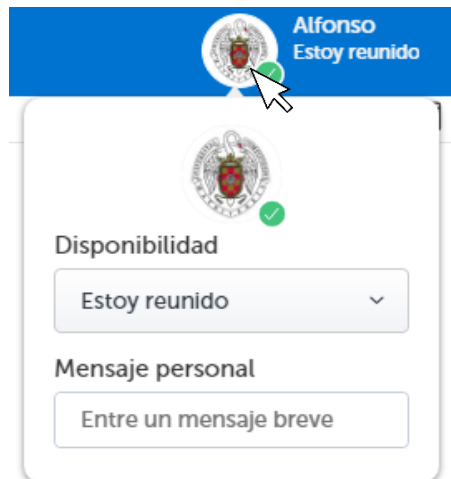 Alfonso
Estoy reunido
Disponibilidad
Estoy reunido
Mensaje personal
Entre un mensaje breve